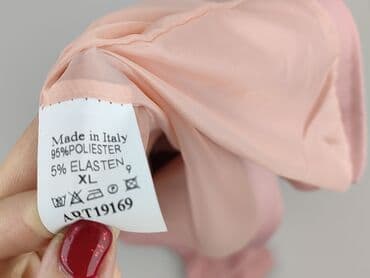 Made in Italy
95%POLIESTER
5% ELASTEN
XL
ART19169